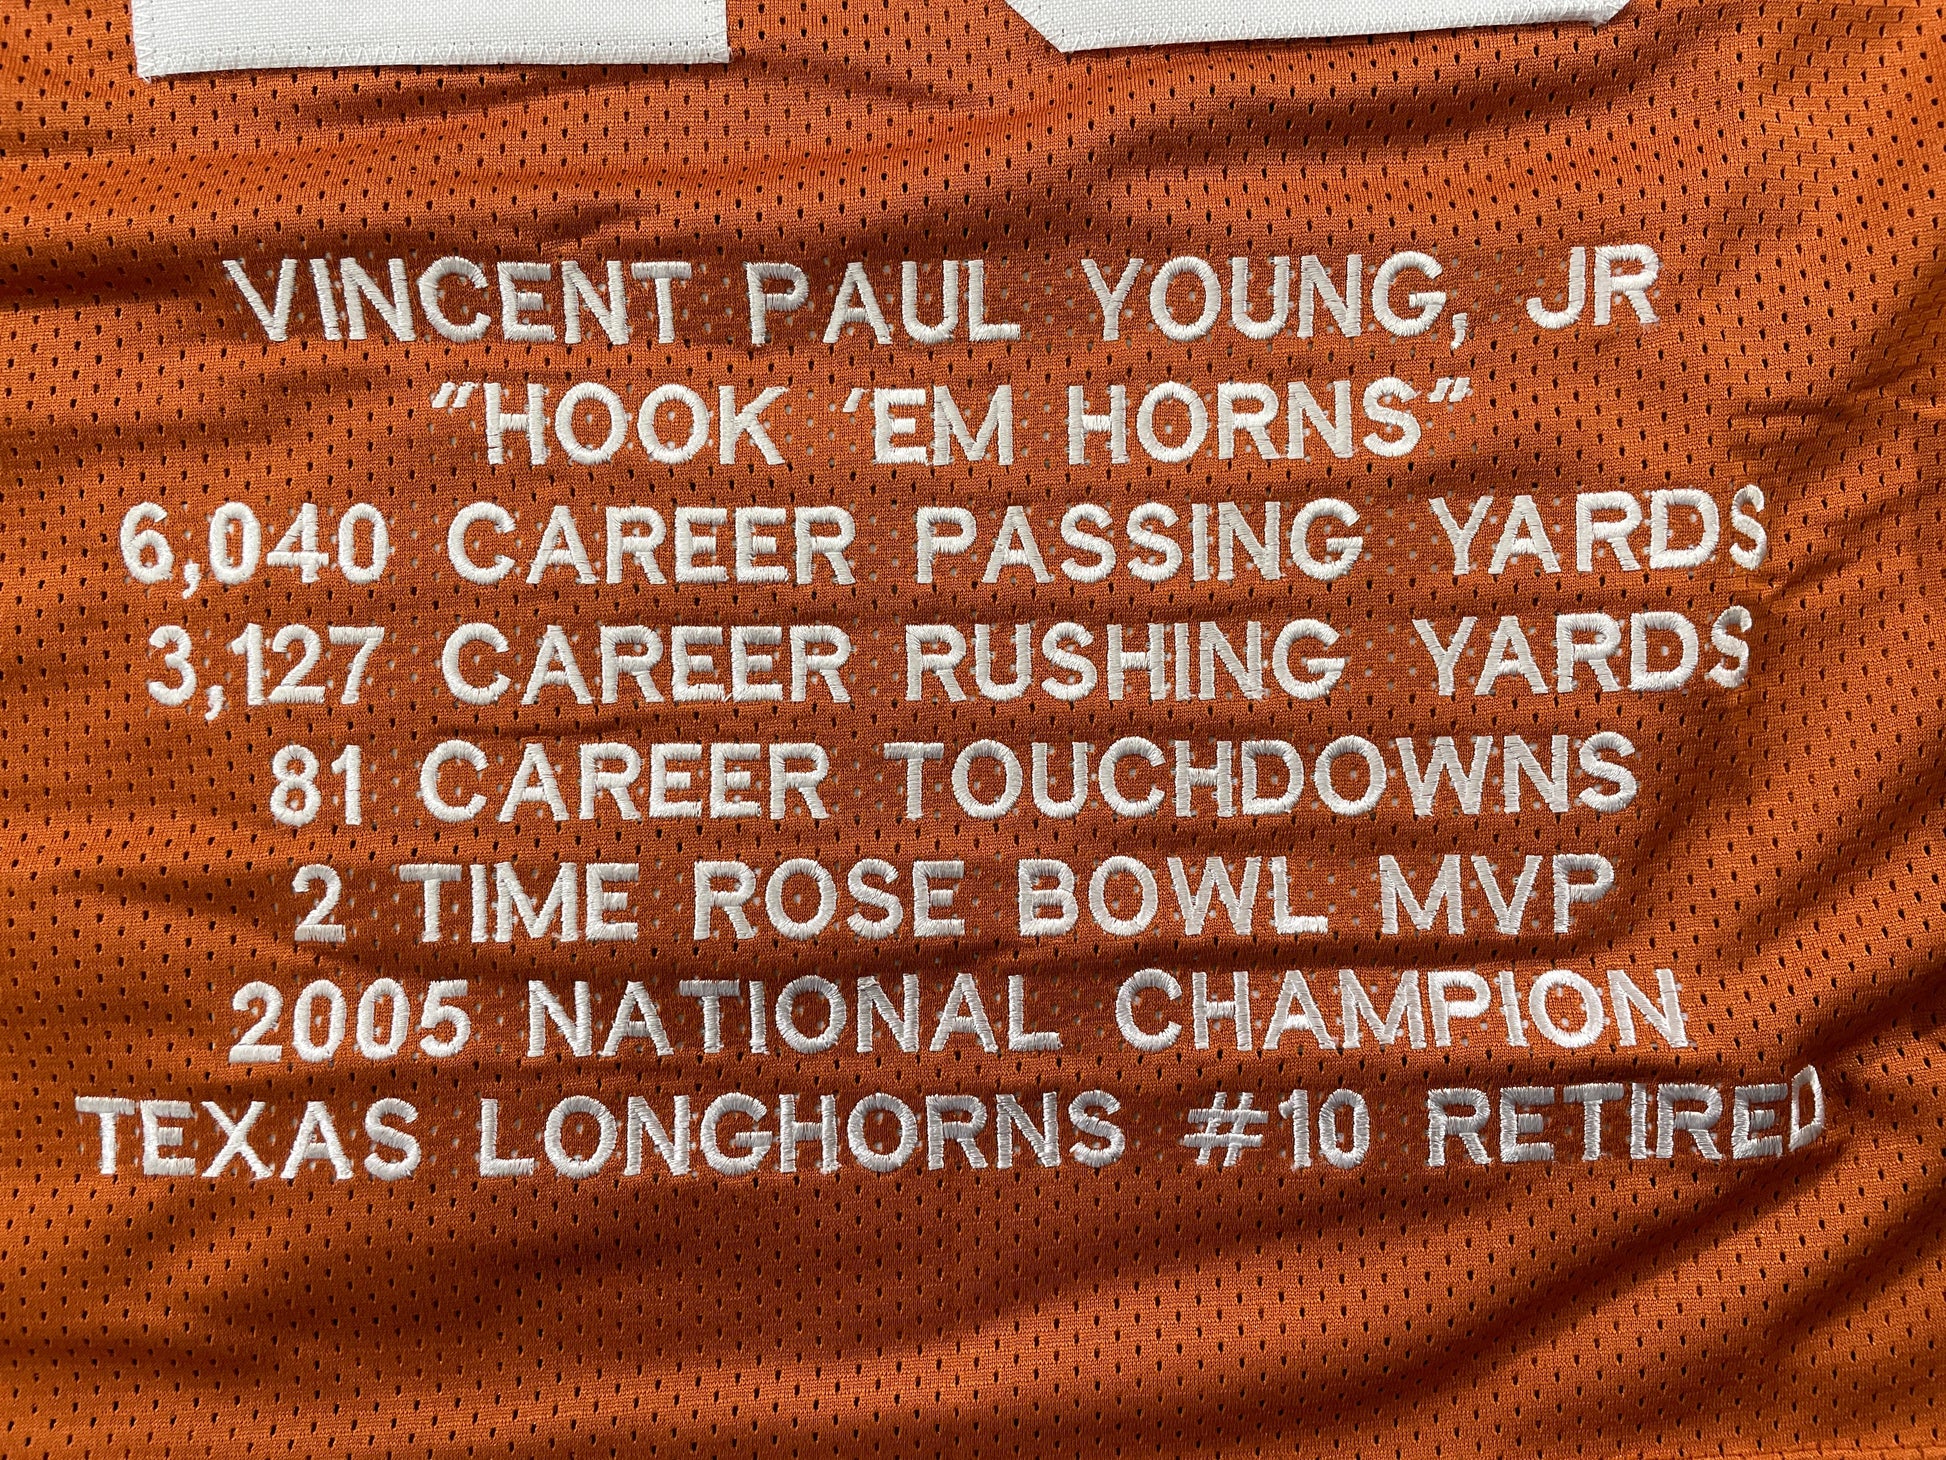 VINCENT PAUL YOUNG, JR
"HOOK 'EM HORNS"
6,040 CAREER PASSING YARDS
3,127 CAREER RUSHING YARDS
81 CAREER TOUCHDOWNS
2 TIME ROSE BOWL MVP
2005 NATIONAL CHAMPION
TEXAS LONGHORNS #10 RETIRED